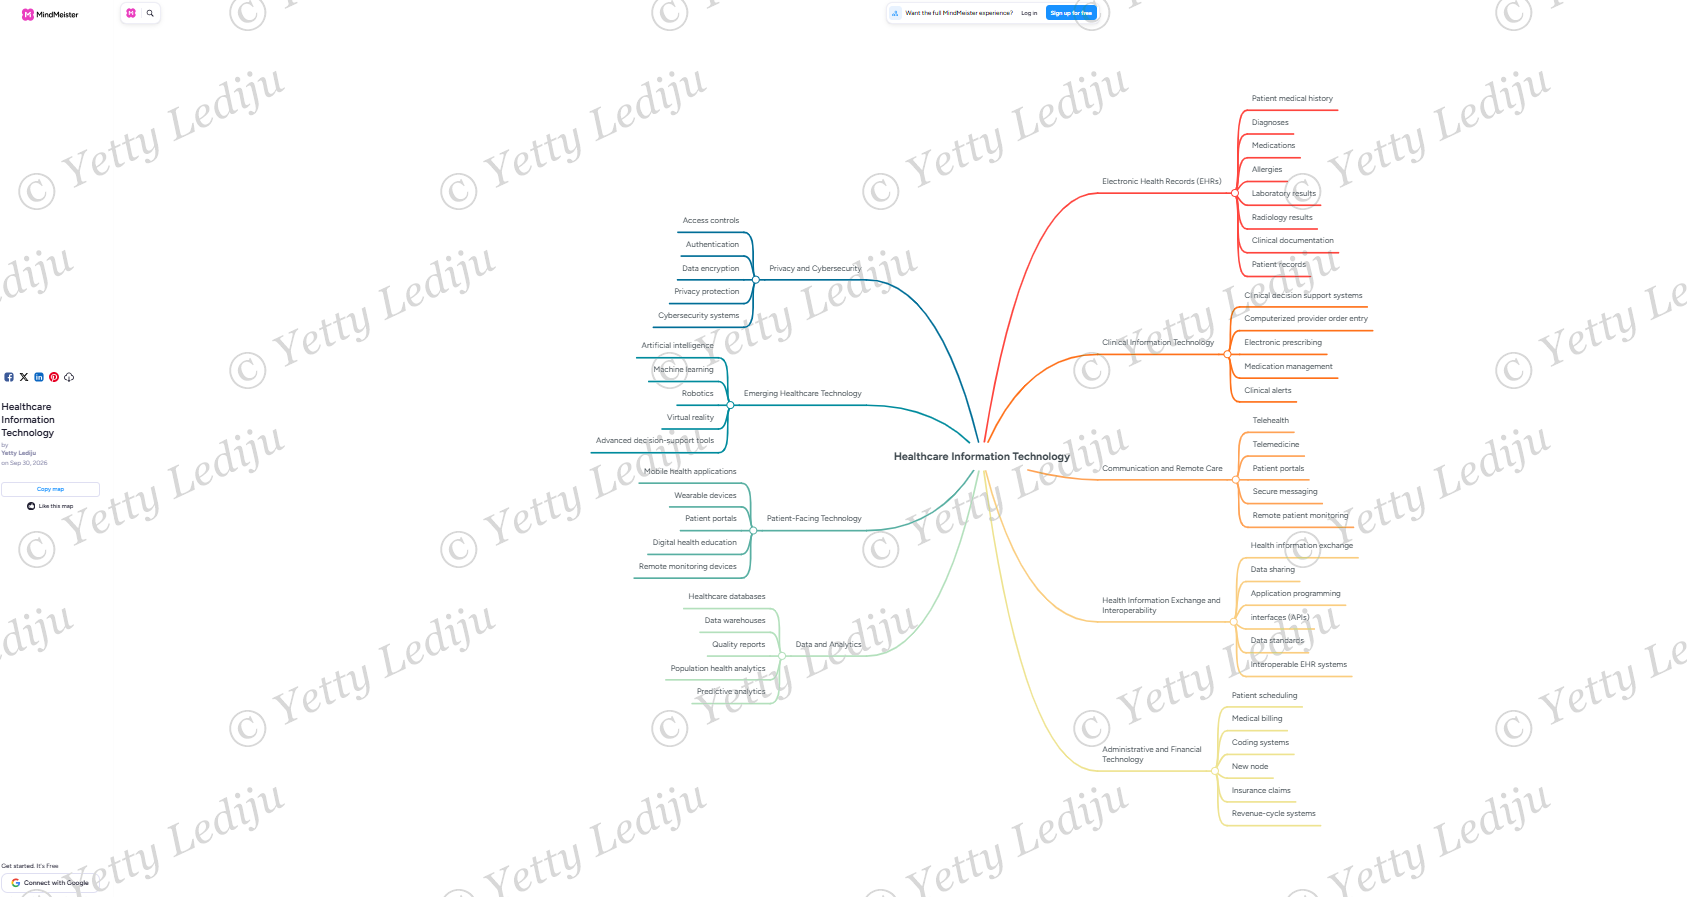 MindMeister
Want the full MindMeister experience?
Log in
Sign up for free
Healthcare
Information
Technology
by
Yetty Lediju
on Sep 30, 2026
Copy map
Like this map
Get started. It's Free
Connect with Google
Healthcare Information Technology
Electronic Health Records (EHRs)
Patient medical history
Diagnoses
Medications
Allergies
Laboratory results
Radiology results
Clinical documentation
Patient records
Clinical Information Technology
Clinical decision support systems
Computerized provider order entry
Electronic prescribing
Medication management
Clinical alerts
Communication and Remote Care
Telehealth
Telemedicine
Patient portals
Secure messaging
Remote patient monitoring
Health Information Exchange and
Interoperability
Health information exchange
Data sharing
Application programming
interfaces (APIs)
Data standards
Interoperable EHR systems
Administrative and Financial
Technology
Patient scheduling
Medical billing
Coding systems
New node
Insurance claims
Revenue-cycle systems
Privacy and Cybersecurity
Access controls
Authentication
Data encryption
Privacy protection
Cybersecurity systems
Emerging Healthcare Technology
Artificial intelligence
Machine learning
Robotics
Virtual reality
Advanced decision-support tools
Patient-Facing Technology
Mobile health applications
Wearable devices
Patient portals
Digital health education
Remote monitoring devices
Data and Analytics
Healthcare databases
Data warehouses
Quality reports
Population health analytics
Predictive analytics
© Yetty Lediju